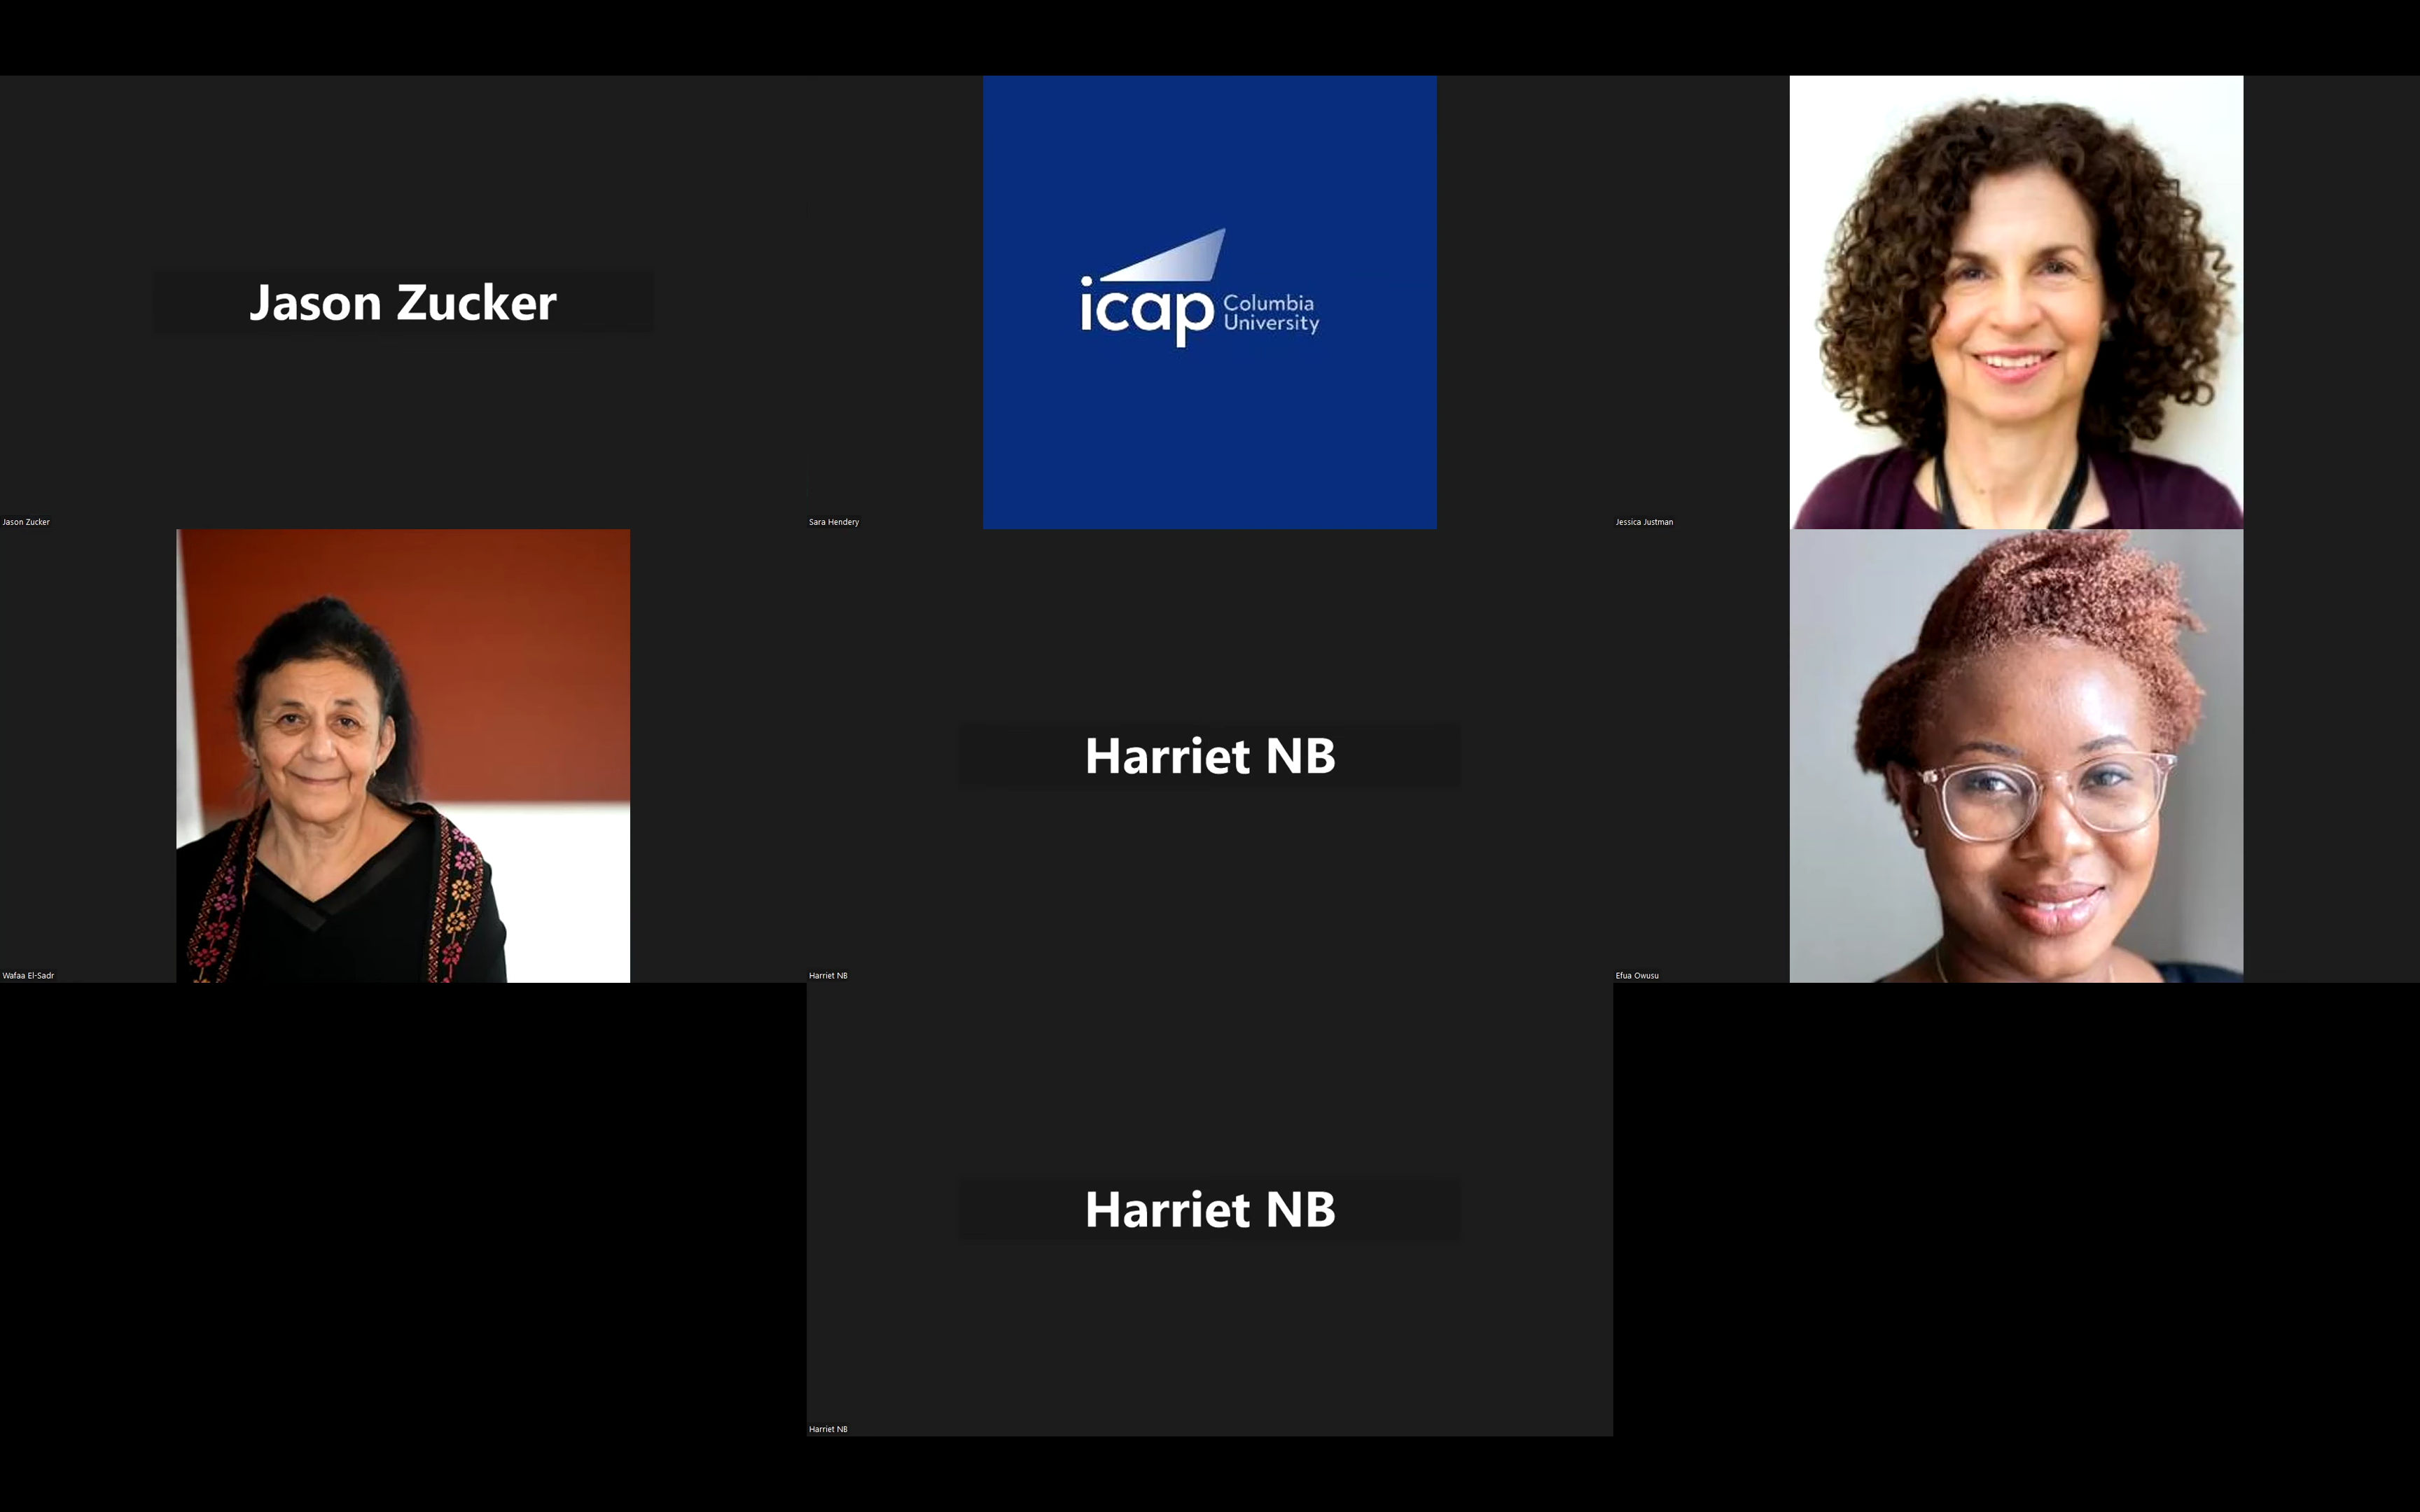 Jason Zucker
Jason Zucker
icap Columbia
University
Sara Hendery
Jessica Justman
Wafaa El-Sadr
Harriet NB
Harriet NB
Efua Owusu
Harriet NB
Harriet NB